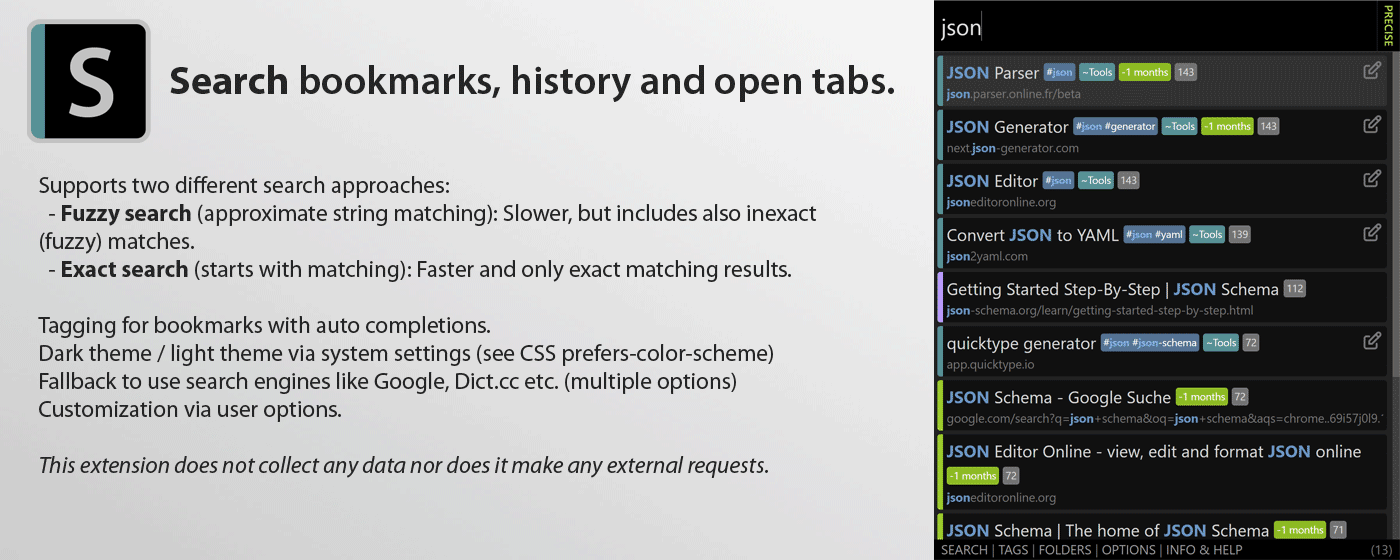 S
Search bookmarks, history and open tabs.
Supports two different search approaches:
- Fuzzy search (approximate string matching): Slower, but includes also inexact
(fuzzy) matches.
- Exact search (starts with matching): Faster and only exact matching results.
Tagging for bookmarks with auto completions.
Dark theme / light theme via system settings (see CSS prefers-color-scheme)
Fallback to use search engines like Google, Dict.cc etc. (multiple options)
Customization via user options.
This extension does not collect any data nor does it make any external requests.
json
PRECISE
JSON Parser #json ~Tools -1 months 143
json.parser.online.fr/beta
JSON Generator #json #generator ~Tools -1 months 143
next.json-generator.com
JSON Editor #json ~Tools 143
jsoneditoronline.org
Convert JSON to YAML #json #yaml ~Tools 139
json2yaml.com
Getting Started Step-By-Step | JSON Schema 112
json-schema.org/learn/getting-started-step-by-step.html
quicktype generator #json #json-schema ~Tools 72
app.quicktype.io
JSON Schema - Google Suche -1 months 72
google.com/search?q=json+schema&oq=json+schema&aqs=chrome..69i57j0l9.
JSON Editor Online - view, edit and format JSON online
-1 months 72
jsoneditoronline.org
JSON Schema | The home of JSON Schema -1 months 71
SEARCH | TAGS | FOLDERS | OPTIONS | INFO & HELP (13)